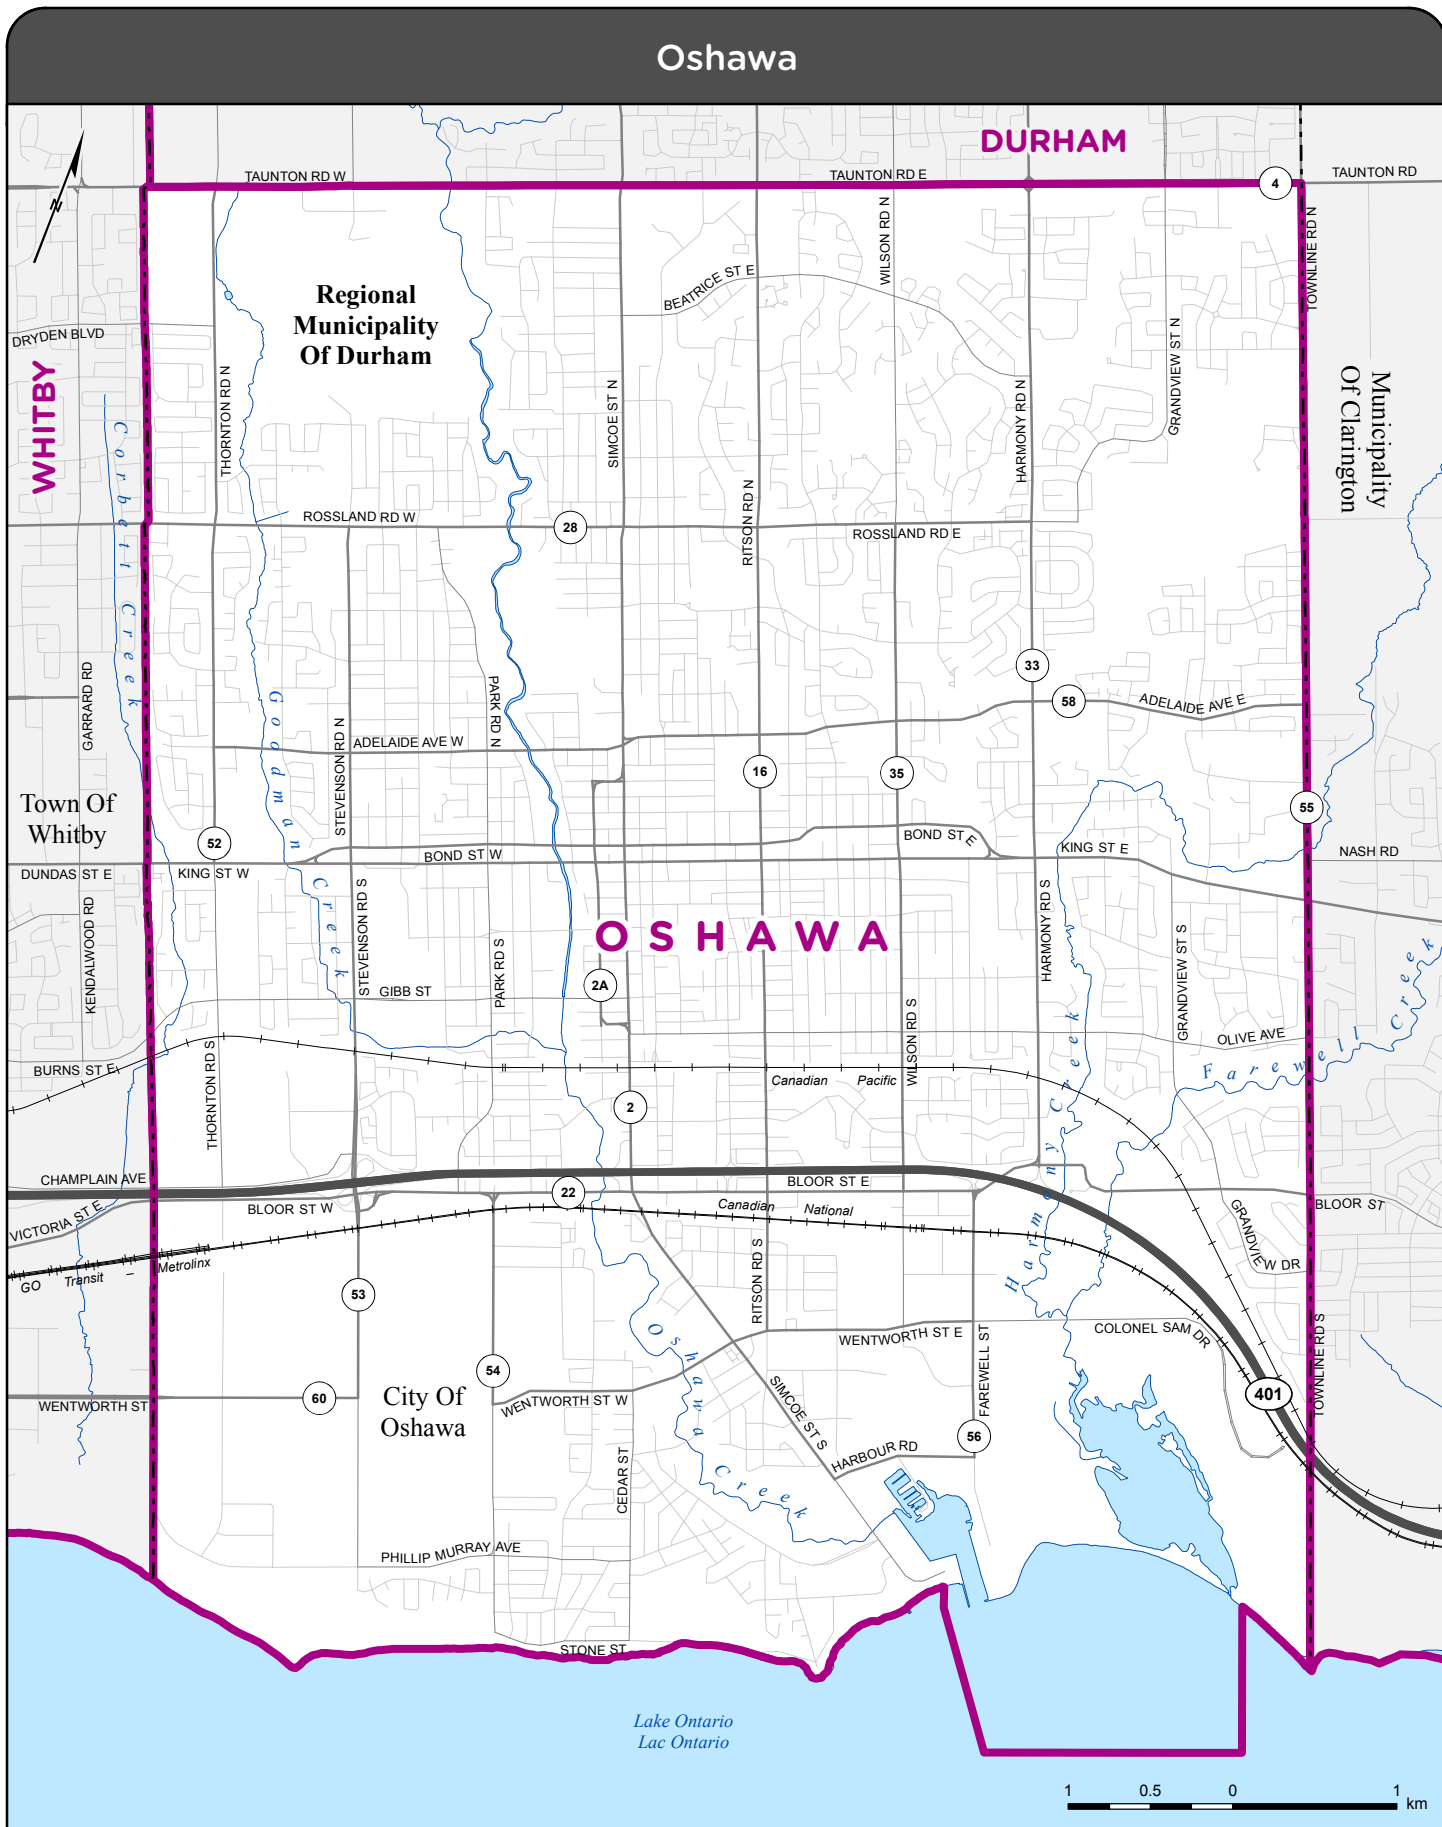 Oshawa
DURHAM
TAUNTON RD W
TAUNTON RD E
4
TAUNTON RD
N
WILSON RD N
TOWNLINE RD N
BEATRICE ST E
Regional
Municipality
Of Durham
DRYDEN BLVD
GRANDVIEW ST N
WHITBY
THORNTON RD N
SIMCOE ST N
HARMONY RD N
Municipality
Of Clarington
Corbett Creek
RITSON RD N
ROSSLAND RD W
28
ROSSLAND RD E
GARRARD RD
33
PARK RD N
58
ADELAIDE AVE E
Goodman
Creek
STEVENSON RD N
ADELAIDE AVE W
16
35
Town Of
Whitby
55
52
BOND ST W
BOND ST E
KING ST E
NASH RD
DUNDAS ST E
KING ST W
KENDALWOOD RD
STEVENSON RD S
PARK RD S
OSHAWA
HARMONY RD S
GRANDVIEW ST S
GIBB ST
2A
WILSON RD S
OLIVE AVE
Farewell Creek
BURNS ST E
THORNTON RD S
Canadian Pacific
2
Harmony Creek
CHAMPLAIN AVE
22
BLOOR ST E
VICTORIA ST E
BLOOR ST W
Canadian National
BLOOR ST
GRANDVIEW DR
GO Transit – Metrolinx
53
RITSON RD S
Oshawa Creek
WENTWORTH ST E
FAREWELL ST
COLONEL SAM DR
TOWNLINE RD S
54
60
City Of
Oshawa
WENTWORTH ST
WENTWORTH ST W
SIMCOE ST S
401
CEDAR ST
HARBOUR RD
56
PHILLIP MURRAY AVE
STONE ST
Lake Ontario
Lac Ontario
1 0.5 0 1
km